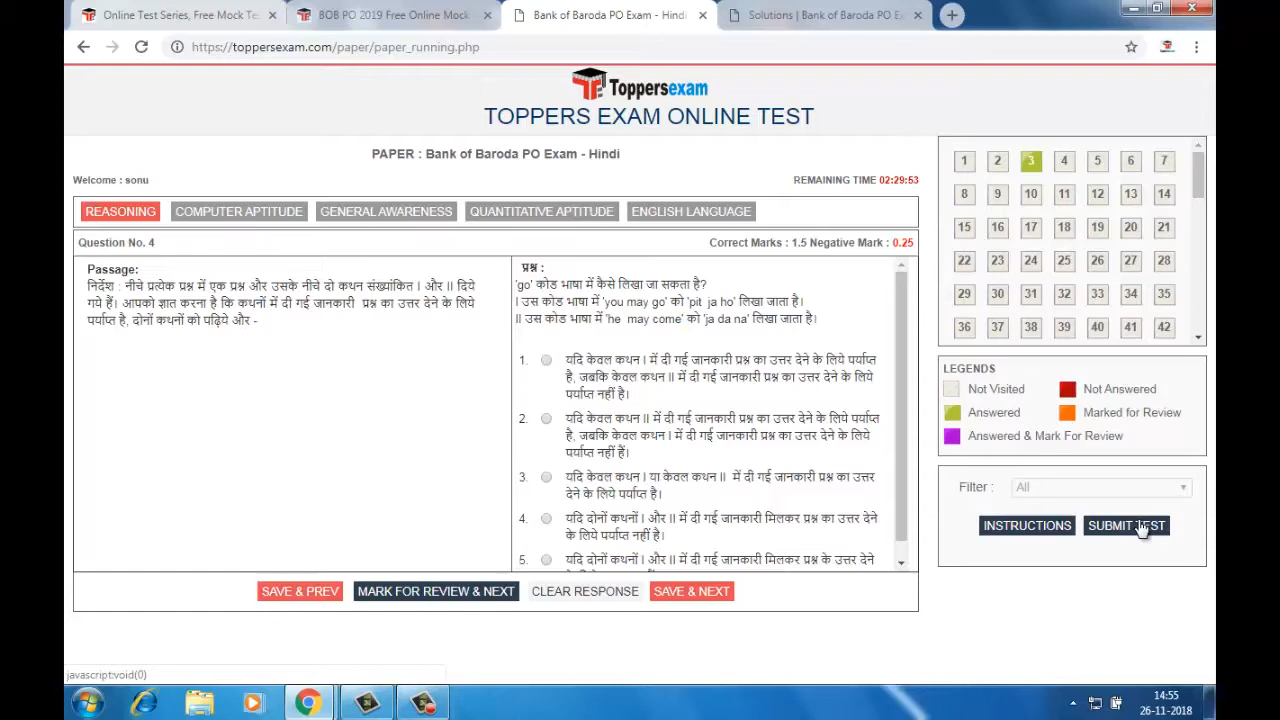 Online Test Series, Free Mock Te
BOB PO 2019 Free Online Mock
Bank of Baroda PO Exam - Hindi
Solutions | Bank of Baroda PO E
https://toppersexam.com/paper/paper_running.php
Toppersexam
TOPPERS EXAM ONLINE TEST
PAPER : Bank of Baroda PO Exam - Hindi
Welcome : sonu
REMAINING TIME 02:29:53
REASONING COMPUTER APTITUDE GENERAL AWARENESS QUANTITATIVE APTITUDE ENGLISH LANGUAGE
Question No. 4
Correct Marks : 1.5 Negative Mark : 0.25
Passage:
निर्देश : नीचे प्रत्येक प्रश्न में एक प्रश्न और उसके नीचे दो कथन संख्यांकित I और II दिये
गये हैं। आपको ज्ञात करना है कि कथनों में दी गई जानकारी प्रश्न का उत्तर देने के लिये
पर्याप्त है, दोनों कथनों को पढ़िये और -
प्रश्न :
'go' कोड भाषा में कैसे लिखा जा सकता है?
I उस कोड भाषा में 'you may go' को 'pit ja ho' लिखा जाता है।
II उस कोड भाषा में 'he may come' को 'ja da na' लिखा जाता है।
1. यदि केवल कथन I में दी गई जानकारी प्रश्न का उत्तर देने के लिये पर्याप्त
है, जबकि केवल कथन II में दी गई जानकारी प्रश्न का उत्तर देने के लिये
पर्याप्त नहीं है।
2. यदि केवल कथन II में दी गई जानकारी प्रश्न का उत्तर देने के लिये पर्याप्त
है, जबकि केवल कथन I में दी गई जानकारी प्रश्न का उत्तर देने के लिये
पर्याप्त नहीं हैं।
3. यदि केवल कथन I या केवल कथन II में दी गई जानकारी प्रश्न का उत्तर
देने के लिये पर्याप्त है।
4. यदि दोनों कथनों I और II में दी गई जानकारी मिलकर प्रश्न का उत्तर देने
के लिये पर्याप्त नहीं है।
5. यदि दोनों कथनों I और II में दी गई जानकारी मिलकर प्रश्न के उत्तर देने
SAVE & PREV MARK FOR REVIEW & NEXT CLEAR RESPONSE SAVE & NEXT
1 2 3 4 5 6 7
8 9 10 11 12 13 14
15 16 17 18 19 20 21
22 23 24 25 26 27 28
29 30 31 32 33 34 35
36 37 38 39 40 41 42
LEGENDS
Not Visited Not Answered
Answered Marked for Review
Answered & Mark For Review
Filter : All
INSTRUCTIONS SUBMIT TEST
javascript:void(0)
14:55
26-11-2018